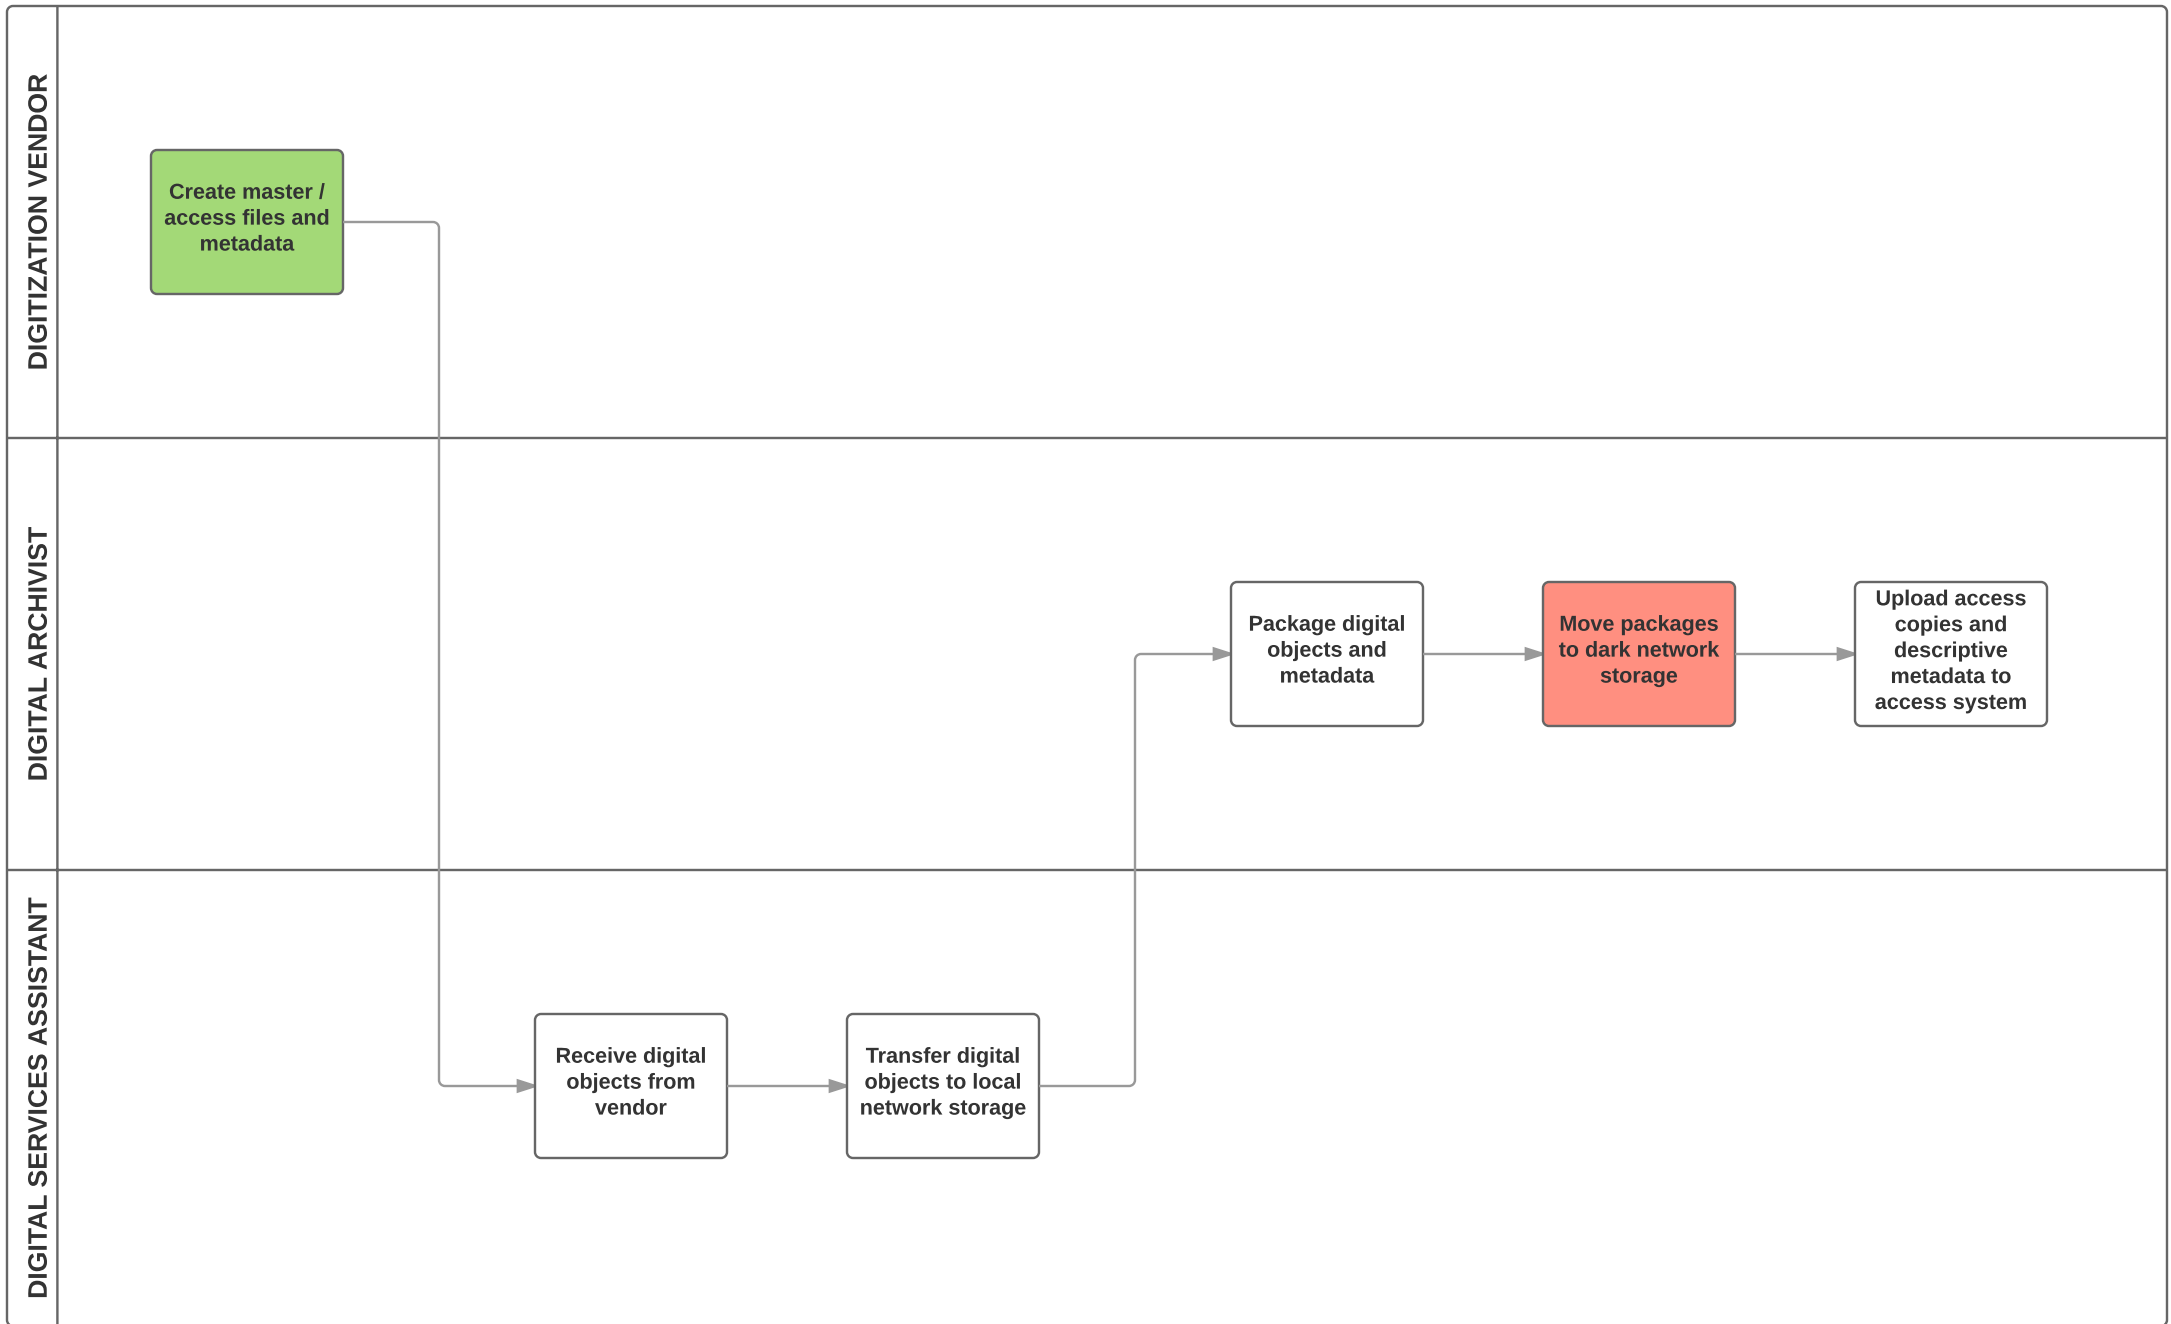 DIGITIZATION VENDOR
Create master /
access files and
metadata
DIGITAL ARCHIVIST
Package digital
objects and
metadata
Move packages
to dark network
storage
Upload access
copies and
descriptive
metadata to
access system
DIGITAL SERVICES ASSISTANT
Receive digital
objects from
vendor
Transfer digital
objects to local
network storage